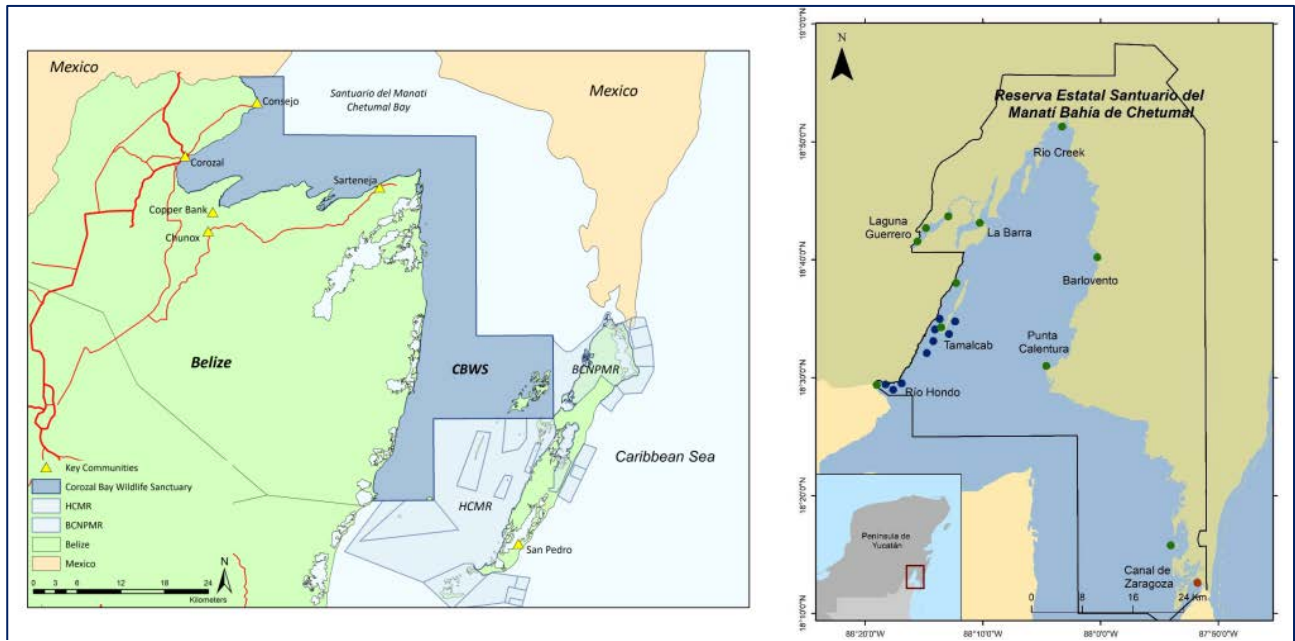 Mexico
Santuario del Manati
Chetumal Bay
Mexico
Consejo
Corozal
Sarteneja
Copper Bank
Chunox
Belize
CBWS
BCNPMR
Caribbean Sea
HCMR
San Pedro
Key Communities
Corozal Bay Wildlife Sanctuary
HCMR
BCNPMR
Belize
Mexico
0 3 6 12 18 24
Kilometers
N
N
Reserva Estatal Santuario del
Manatí Bahía de Chetumal
Rio Creek
Laguna
Guerrero
La Barra
Barlovento
Tamalcab
Punta
Calentura
Río Hondo
Península de
Yucatán
Canal de
Zaragoza
0 8 16 24 Km
88°10'0"W 88°0'0"W 87°50'0"W